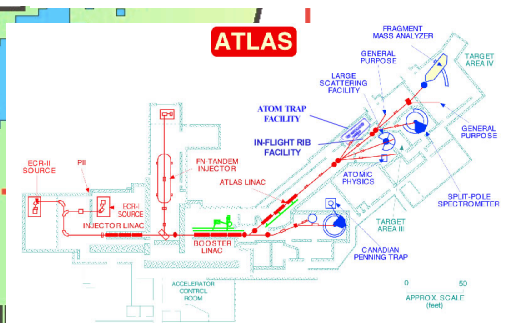 ATLAS
FRAGMENT
MASS ANALYZER
GENERAL
PURPOSE
TARGET
AREA IV
LARGE
SCATTERING
FACILITY
ATOM TRAP
FACILITY
GENERAL
PURPOSE
IN-FLIGHT RIB
FACILITY
ECR-II
SOURCE
PII
FN TANDEM
INJECTOR
ATLAS LINAC
ATOMIC
PHYSICS
SPLIT-POLE
SPECTROMETER
ECR-I
SOURCE
INJECTOR LINAC
TARGET
AREA III
BOOSTER
LINAC
CANADIAN
PENNING TRAP
ACCELERATOR
CONTROL
ROOM
0 50
APPROX. SCALE
(feet)